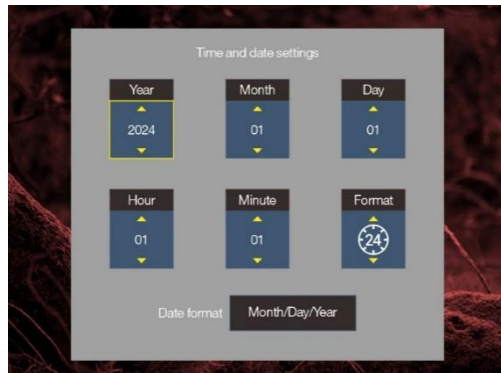 Time and date settings
Year Month Day
2024 01 01
Hour Minute Format
01 01 24
Date format Month/Day/Year